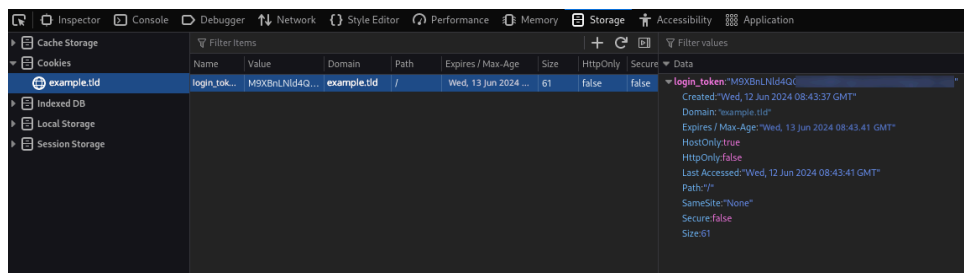 Inspector Console Debugger Network Style Editor Performance Memory Storage Accessibility Application
Cache Storage
Filter Items
Filter values
Cookies
Name Value Domain Path Expires / Max-Age Size HttpOnly Secure
Data
example.tld
login_tok... M9XBnLNld4Q... example.tld / Wed, 13 Jun 2024 ... 61 false false
login_token:"M9XBnLNld4Q
Indexed DB
Created:"Wed, 12 Jun 2024 08:43:37 GMT"
Local Storage
Domain: "example.tld"
Expires / Max-Age:"Wed, 13 Jun 2024 08:43.41 GMT"
Session Storage
HostOnly:true
HttpOnly:false
Last Accessed:"Wed, 12 Jun 2024 08:43:41 GMT"
Path:"/"
SameSite:"None"
Secure:false
Size:61